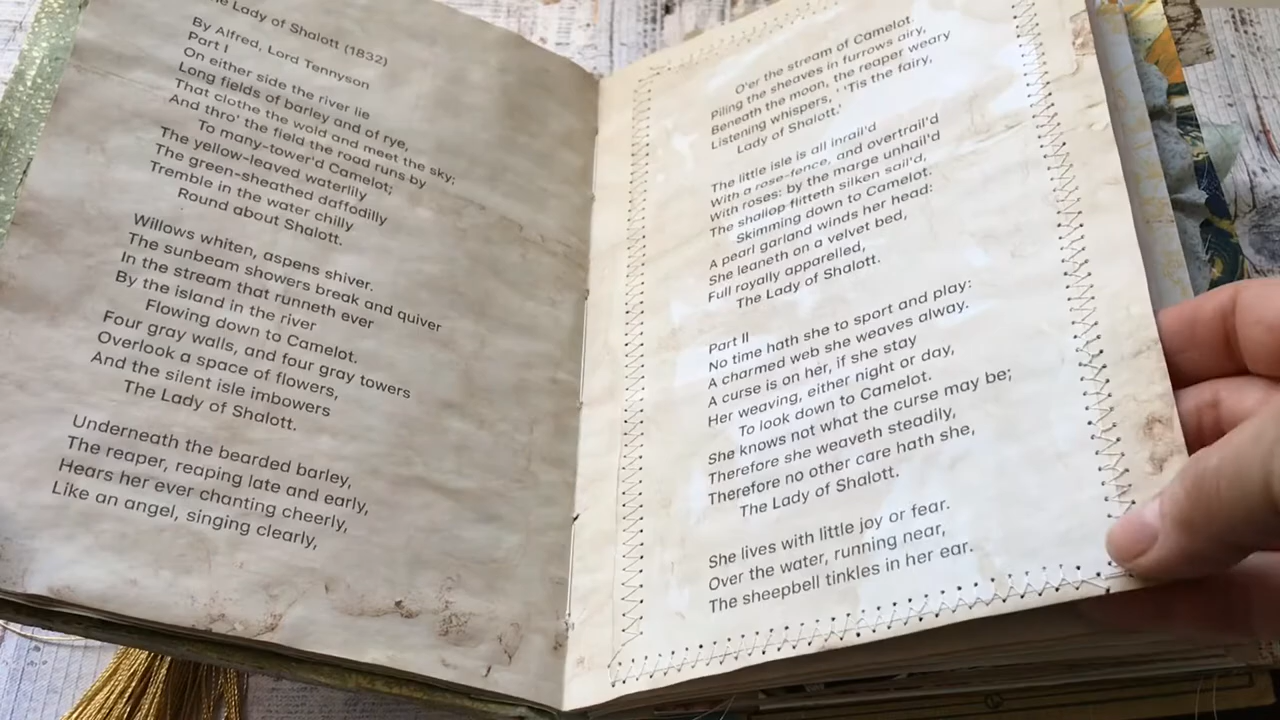 The Lady of Shalott (1832)
By Alfred, Lord Tennyson
Part I
On either side the river lie
Long fields of barley and of rye,
That clothe the wold and meet the sky;
And thro' the field the road runs by
To many-tower'd Camelot;
The yellow-leaved waterlily
The green-sheathed daffodilly
Tremble in the water chilly
Round about Shalott.
Willows whiten, aspens shiver.
The sunbeam showers break and quiver
In the stream that runneth ever
By the island in the river
Flowing down to Camelot.
Four gray walls, and four gray towers
Overlook a space of flowers,
And the silent isle imbowers
The Lady of Shalott.
Underneath the bearded barley,
The reaper, reaping late and early,
Hears her ever chanting cheerly,
Like an angel, singing clearly,
O'er the stream of Camelot.
Piling the sheaves in furrows airy,
Beneath the moon, the reaper weary
Listening whispers, ' 'Tis the fairy,
Lady of Shalott.'
The little isle is all inrail'd
With a rose-fence, and overtrail'd
With roses: by the marge unhail'd
The shallop flitteth silken sail'd,
Skimming down to Camelot.
A pearl garland winds her head:
She leaneth on a velvet bed,
Full royally apparelled,
The Lady of Shalott.
Part II
No time hath she to sport and play:
A charmed web she weaves alway.
A curse is on her, if she stay
Her weaving, either night or day,
To look down to Camelot.
She knows not what the curse may be;
Therefore she weaveth steadily,
Therefore no other care hath she,
The Lady of Shalott.
She lives with little joy or fear.
Over the water, running near,
The sheepbell tinkles in her ear.